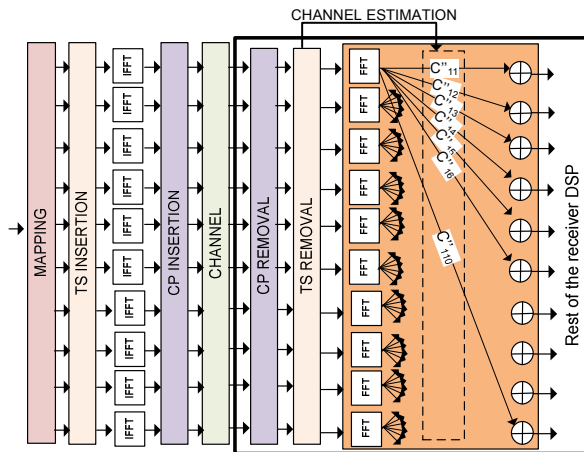 CHANNEL ESTIMATION
MAPPING
TS INSERTION
IFFT
IFFT
IFFT
IFFT
IFFT
IFFT
IFFT
IFFT
IFFT
IFFT
CP INSERTION
CHANNEL
CP REMOVAL
TS REMOVAL
FFT
FFT
FFT
FFT
FFT
FFT
FFT
FFT
FFT
FFT
C''11
C''12
C''13
C''14
C''15
C''16
C''110
Rest of the receiver DSP